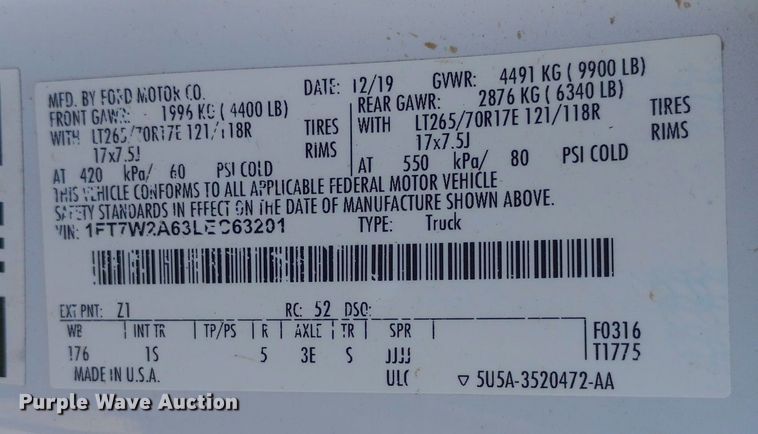 MFD. BY FORD MOTOR CO. DATE: 12/19 GVWR: 4491 KG ( 9900 LB)
FRONT GAWR: 1996 KG ( 4400 LB) REAR GAWR: 2876 KG ( 6340 LB)
WITH LT265/70R17E 121/118R TIRES WITH LT265/70R17E 121/118R TIRES
17x7.5J RIMS 17x7.5J RIMS
AT 420 kPa/ 60 PSI COLD AT 550 kPa/ 80 PSI COLD
THIS VEHICLE CONFORMS TO ALL APPLICABLE FEDERAL MOTOR VEHICLE
SAFETY STANDARDS IN EFFECT ON THE DATE OF MANUFACTURE SHOWN ABOVE.
VIN: 1FT7W2A63LEC63201 TYPE: Truck
EXT PNT: Z1 RC: 52 DSO:
WB INT TR TP/PS R AXLE TR SPR F0316
176 1S 5 3E S JJJJ T1775
MADE IN U.S.A. ULC 5U5A-3520472-AA
Purple Wave Auction